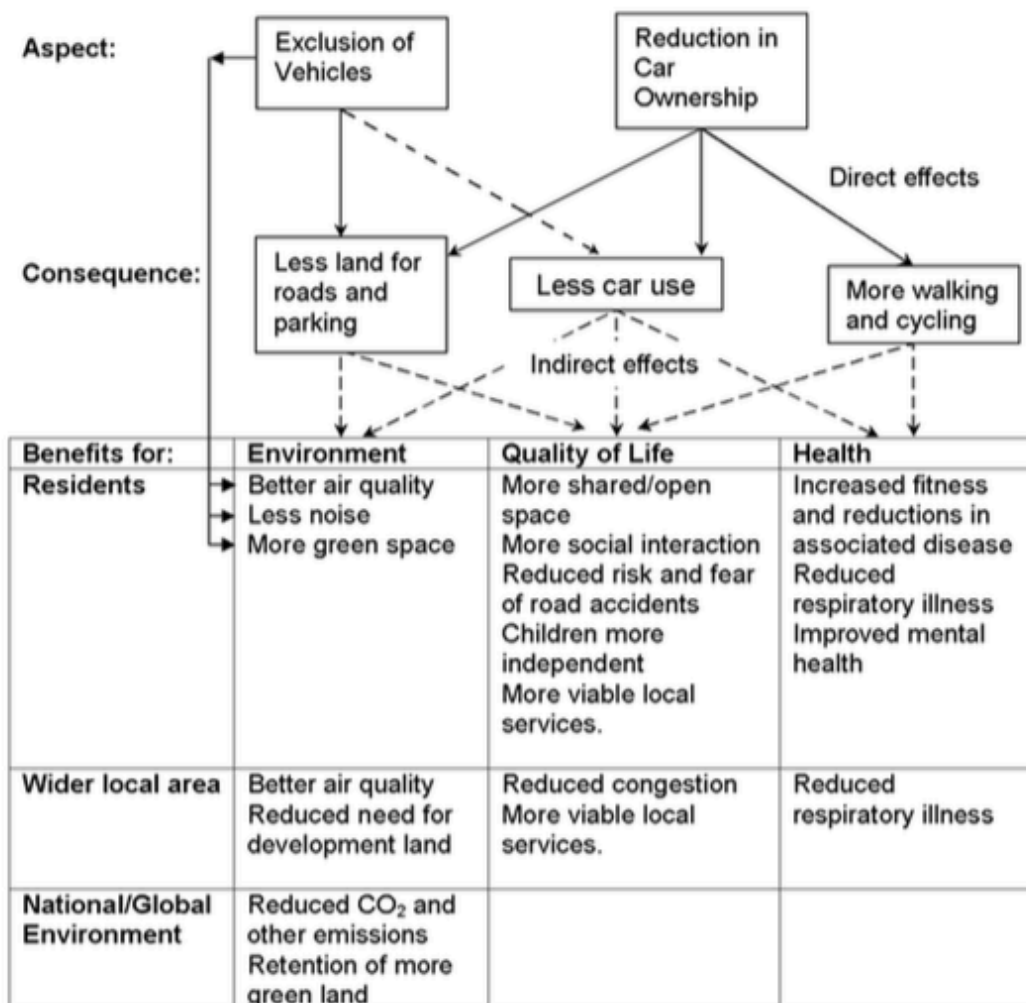 Aspect:
Exclusion of
Vehicles
Reduction in
Car
Ownership
Direct effects
Consequence:
Less land for
roads and
parking
Less car use
More walking
and cycling
Indirect effects
Benefits for:
Environment
Quality of Life
Health
Residents
Better air quality
Less noise
More green space
More shared/open
space
More social interaction
Reduced risk and fear
of road accidents
Children more
independent
More viable local
services.
Increased fitness
and reductions in
associated disease
Reduced
respiratory illness
Improved mental
health
Wider local area
Better air quality
Reduced need for
development land
Reduced congestion
More viable local
services.
Reduced
respiratory illness
National/Global
Environment
Reduced CO₂ and
other emissions
Retention of more
green land